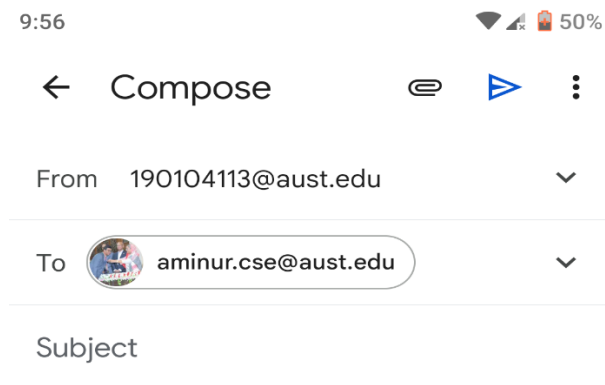 9:56 50%
Compose
From 190104113@aust.edu
To aminur.cse@aust.edu
Subject